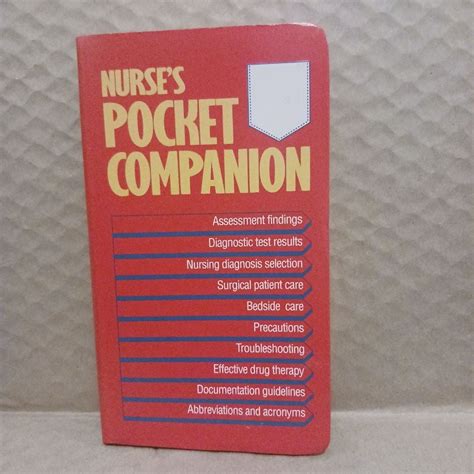 NURSE'S
POCKET
COMPANION
Assessment findings
Diagnostic test results
Nursing diagnosis selection
Surgical patient care
Bedside care
Precautions
Troubleshooting
Effective drug therapy
Documentation guidelines
Abbreviations and acronyms